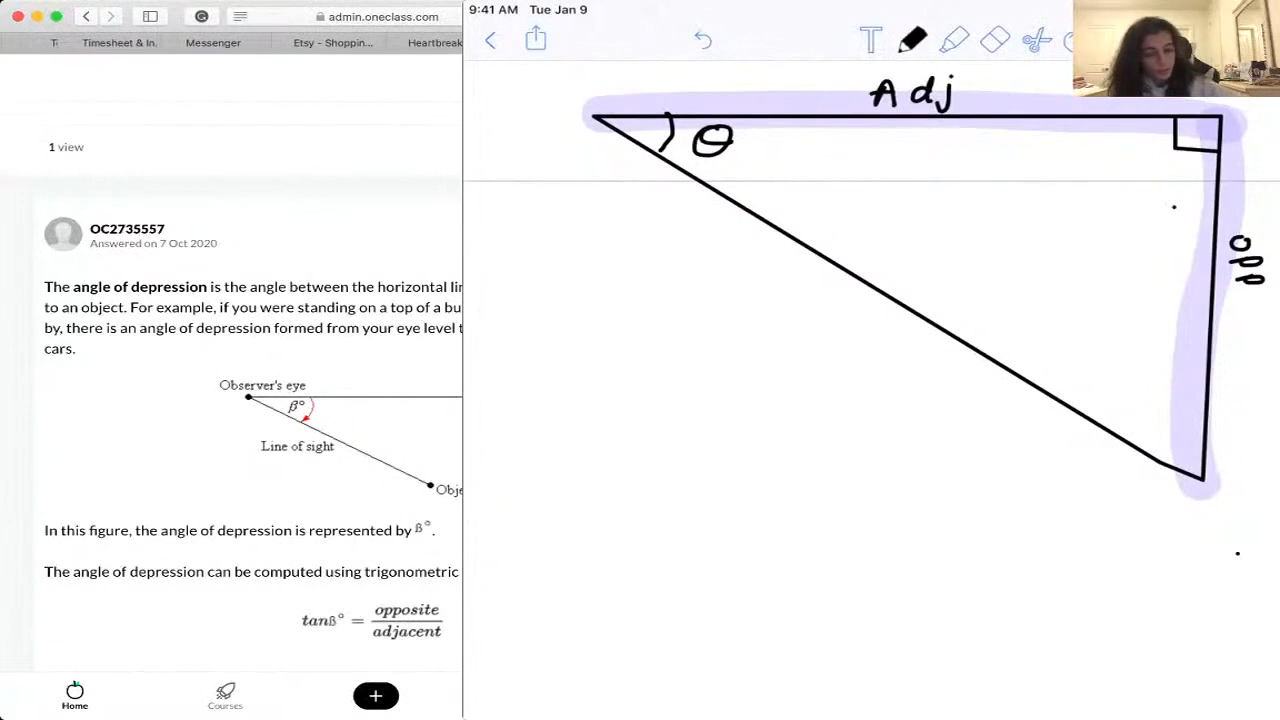 admin.oneclass.com
Timesheet & In.
Messenger
Etsy - Shoppin...
Heartbreak
1 view
OC2735557
Answered on 7 Oct 2020
The angle of depression is the angle between the horizontal li
to an object. For example, if you were standing on a top of a bu
by, there is an angle of depression formed from your eye level t
cars.
Observer's eye
β°
Line of sight
Obje
In this figure, the angle of depression is represented by ß°.
The angle of depression can be computed using trigonometric
tanß° = opposite
adjacent
Home
Courses
9:41 AM Tue Jan 9
T
Adj
θ
opp